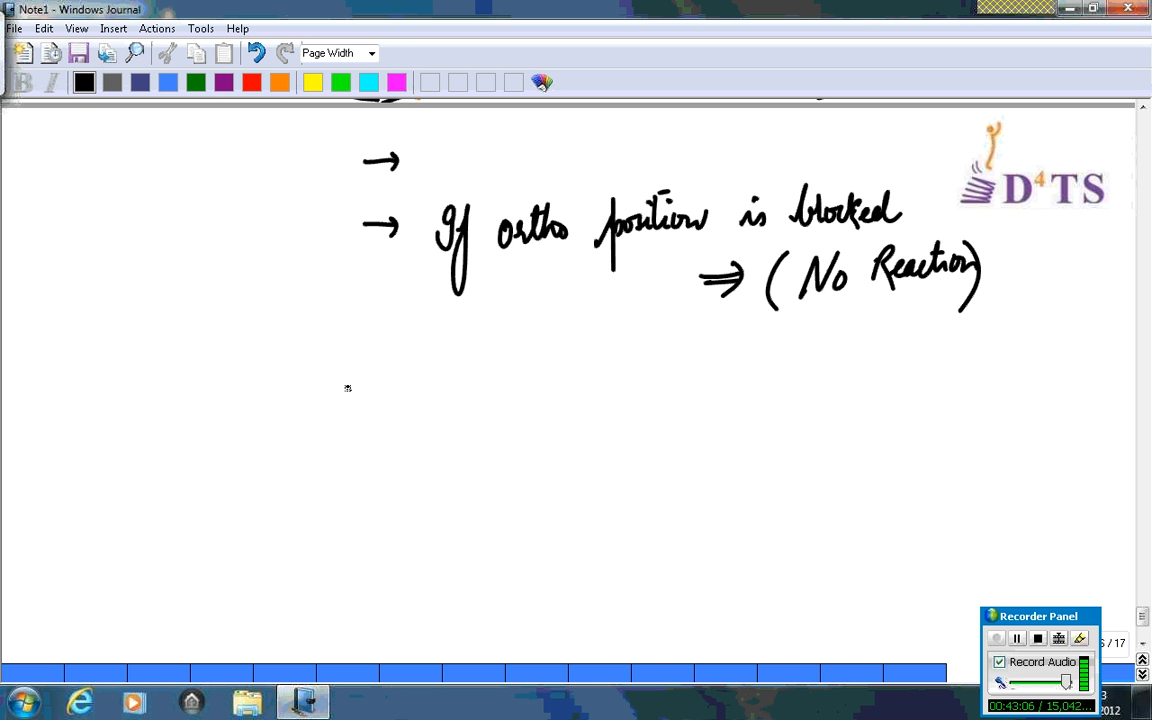 Note1 - Windows Journal
File Edit View Insert Actions Tools Help
Page Width
B I
→
D4TS
→ If ortho position is blocked
⇒ (No Reaction)
Recorder Panel
/ 17
Record Audio
00:43:06 / 15,042...
2012